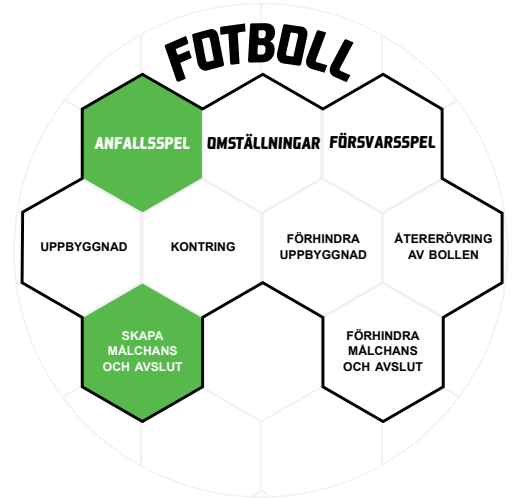 FOTBOLL
ANFALLSSPEL
OMSTÄLLNINGAR
FÖRSVARSSPEL
UPPBYGGNAD
KONTRING
FÖRHINDRA
UPPBYGGNAD
ÅTERERÖVRING
AV BOLLEN
SKAPA
MÅLCHANS
OCH AVSLUT
FÖRHINDRA
MÅLCHANS
OCH AVSLUT